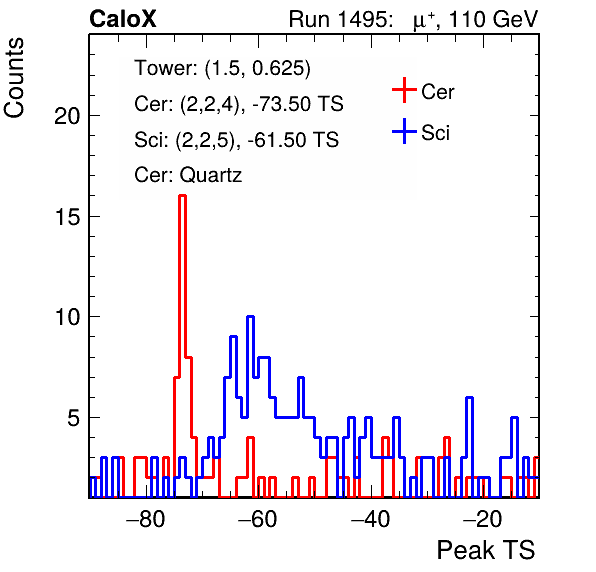 CaloX Run 1495: μ⁺, 110 GeV
Counts
Tower: (1.5, 0.625)
Cer: (2,2,4), -73.50 TS
Sci: (2,2,5), -61.50 TS
Cer: Quartz
Cer
Sci
20
15
10
5
−80 −60 −40 −20
Peak TS